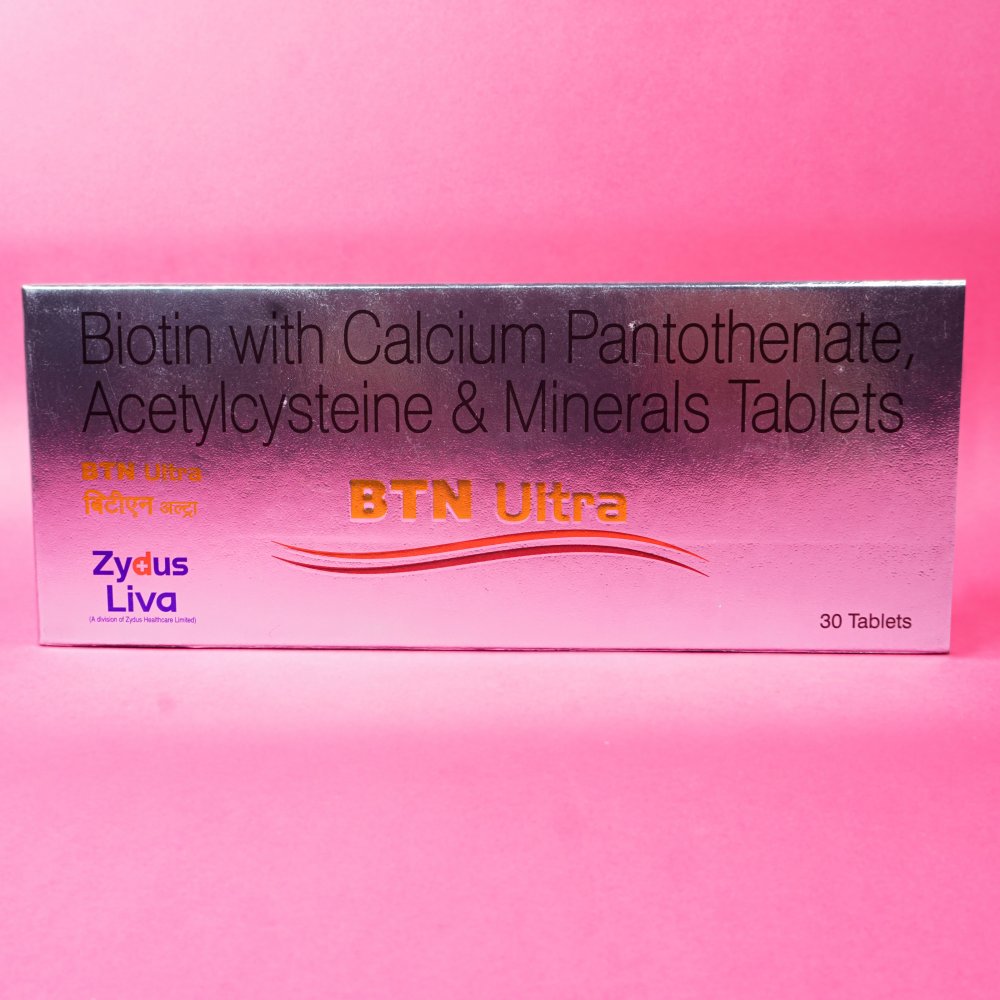 Biotin with Calcium Pantothenate,
Acetylcysteine & Minerals Tablets
BTN Ultra
बिटीएन अल्ट्रा
BTN Ultra
Zydus
Liva
(A division of Zydus Healthcare Limited)
30 Tablets